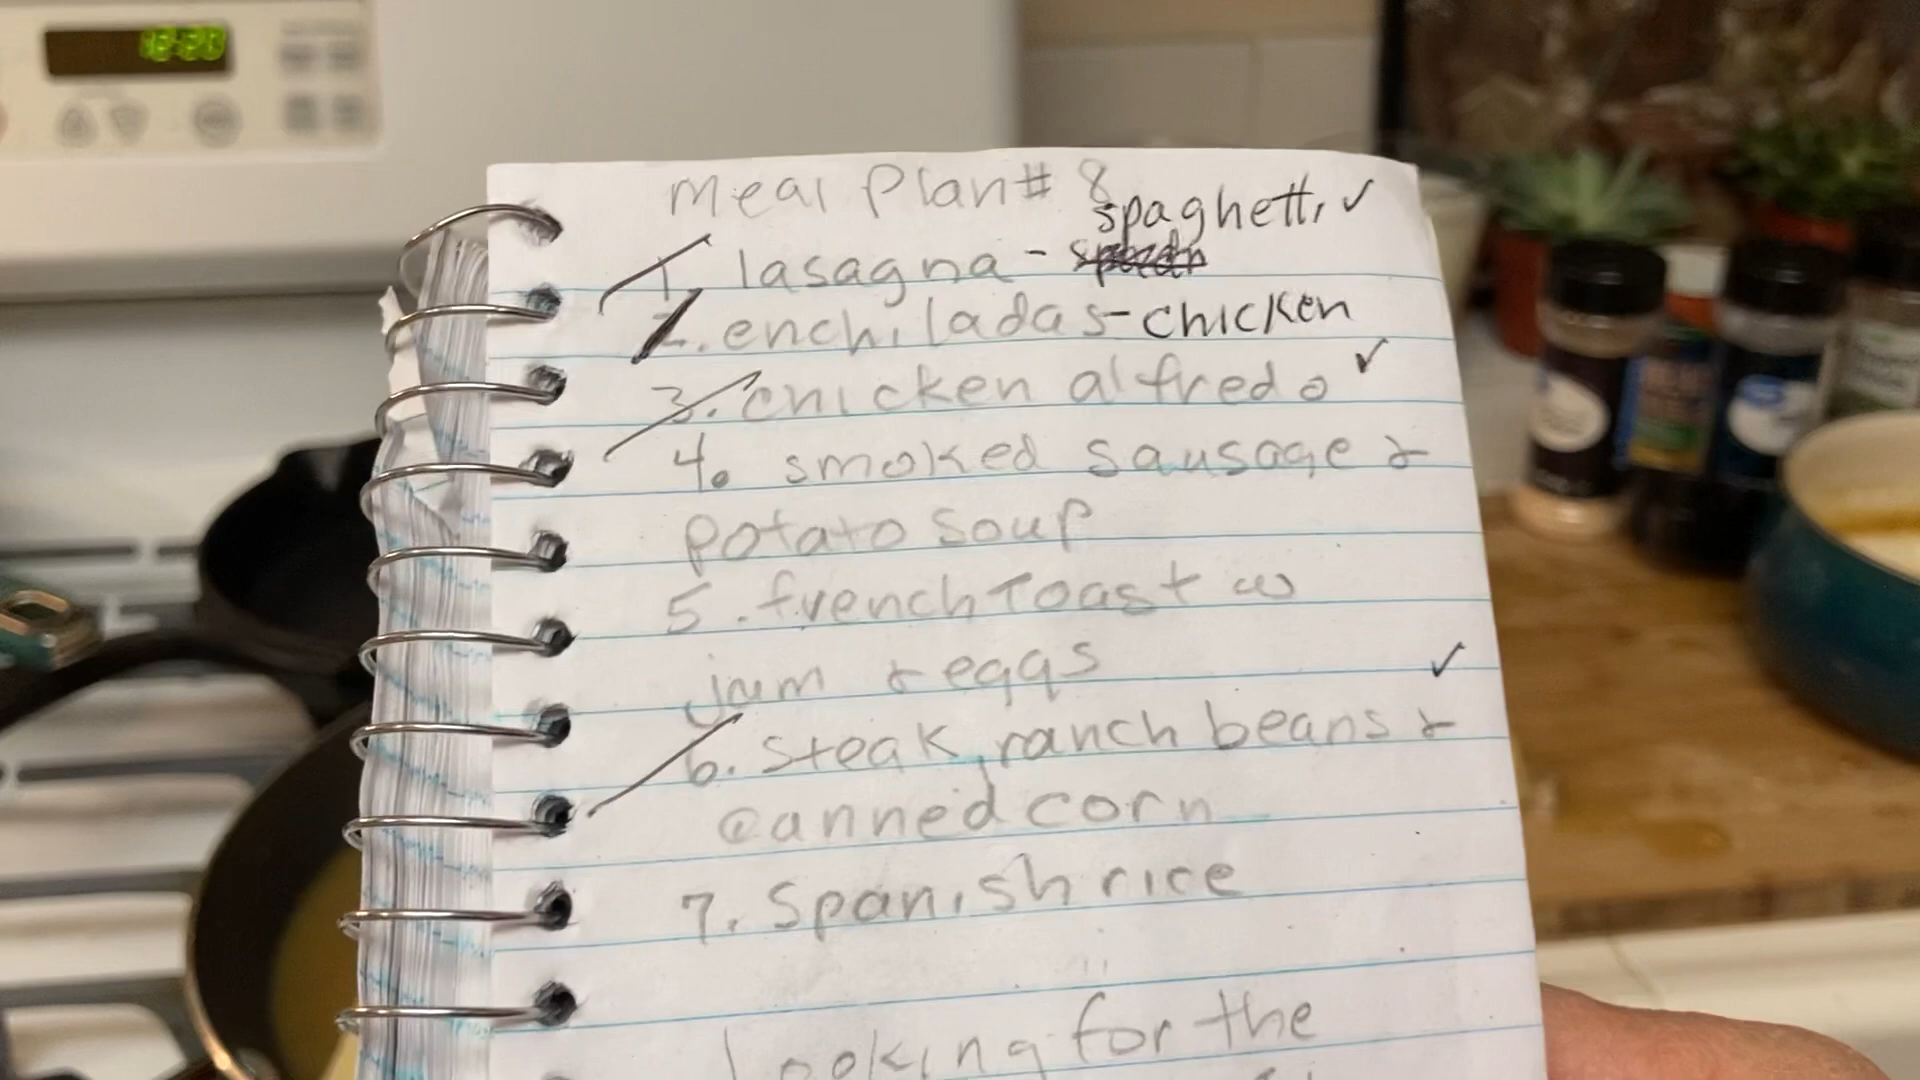 Meal Plan # 8
spaghetti ✓
1. lasagna -
2. enchiladas - chicken
3. chicken alfredo ✓
4. smoked sausage &
potato soup
5. french toast w
jam & eggs
✓
6. steak, ranch beans &
canned corn
7. Spanish rice
Looking for the